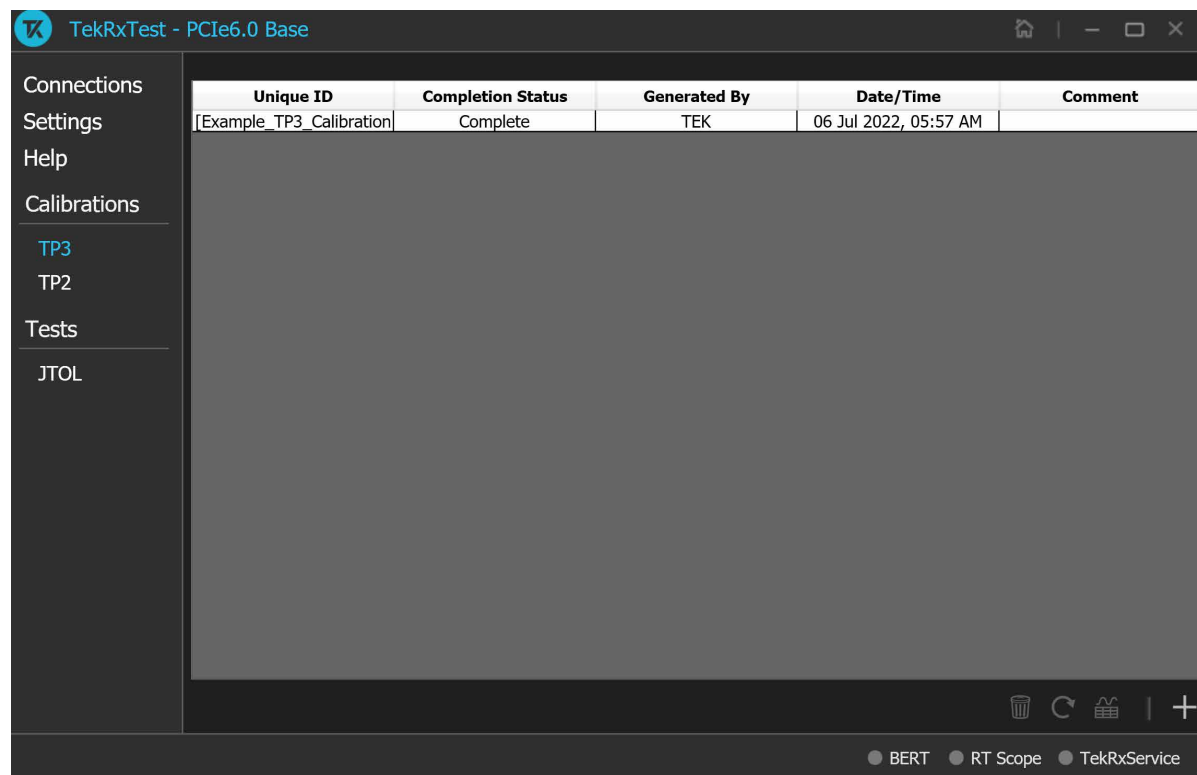 TekRxTest - PCIe6.0 Base
Connections
Settings
Help
Calibrations
TP3
TP2
Tests
JTOL
Unique ID Completion Status Generated By Date/Time Comment
[Example_TP3_Calibration Complete TEK 06 Jul 2022, 05:57 AM
BERT RT Scope TekRxService